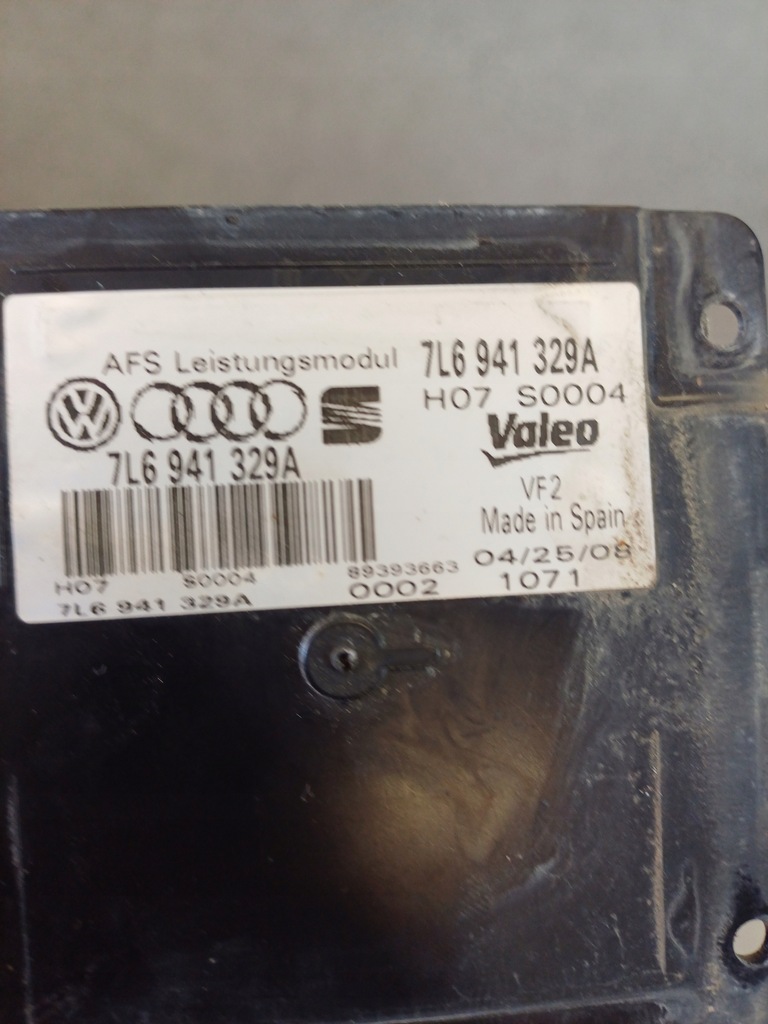 AFS Leistungsmodul 7L6 941 329A
H07 S0004
Valeo
7L6 941 329A
VF2
Made in Spain
04/25/08
H07 S0004 89393663
7L6 941 329A 0002 1071